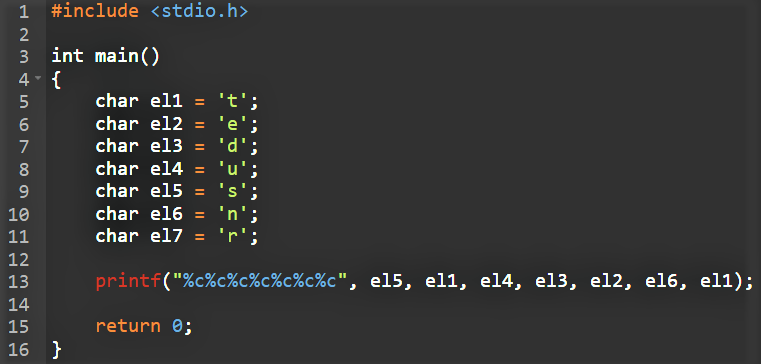 1 #include <stdio.h>
2
3 int main()
4 {
5     char el1 = 't';
6     char el2 = 'e';
7     char el3 = 'd';
8     char el4 = 'u';
9     char el5 = 's';
10     char el6 = 'n';
11     char el7 = 'r';
12
13     printf("%c%c%c%c%c%c%c", el5, el1, el4, el3, el2, el6, el1);
14
15     return 0;
16 }